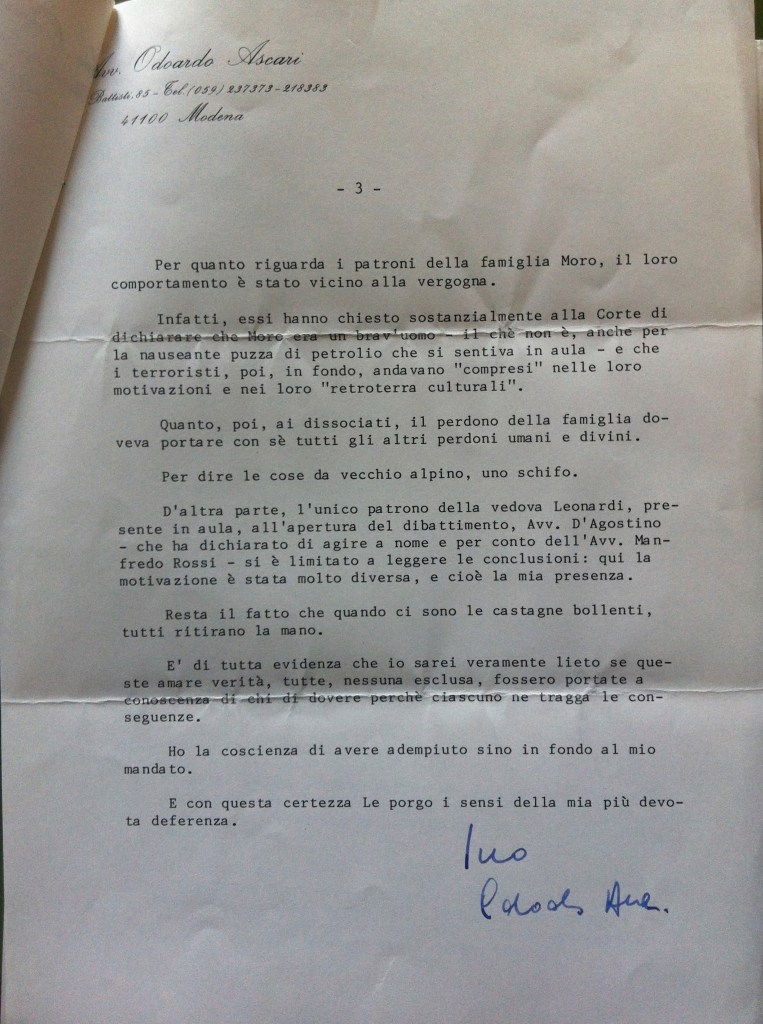 Avv. Odoardo Ascari
Battisti, 85 - Tel. (059) 237373 - 218383
41100 Modena
- 3 -
Per quanto riguarda i patroni della famiglia Moro, il loro
comportamento è stato vicino alla vergogna.
Infatti, essi hanno chiesto sostanzialmente alla Corte di
dichiarare che Moro era un brav'uomo - il chè non è, anche per
la nauseante puzza di petrolio che si sentiva in aula - e che
i terroristi, poi, in fondo, andavano "compresi" nelle loro
motivazioni e nei loro "retroterra culturali".
Quanto, poi, ai dissociati, il perdono della famiglia do-
veva portare con sè tutti gli altri perdoni umani e divini.
Per dire le cose da vecchio alpino, uno schifo.
D'altra parte, l'unico patrono della vedova Leonardi, pre-
sente in aula, all'apertura del dibattimento, Avv. D'Agostino
- che ha dichiarato di agire a nome e per conto dell'Avv. Man-
fredo Rossi - si è limitato a leggere le conclusioni: qui la
motivazione è stata molto diversa, e cioè la mia presenza.
Resta il fatto che quando ci sono le castagne bollenti,
tutti ritirano la mano.
E' di tutta evidenza che io sarei veramente lieto se que-
ste amare verità, tutte, nessuna esclusa, fossero portate a
conoscenza di chi di dovere perchè ciascuno ne tragga le con-
seguenze.
Ho la coscienza di avere adempiuto sino in fondo al mio
mandato.
E con questa certezza Le porgo i sensi della mia più devo-
ta deferenza.